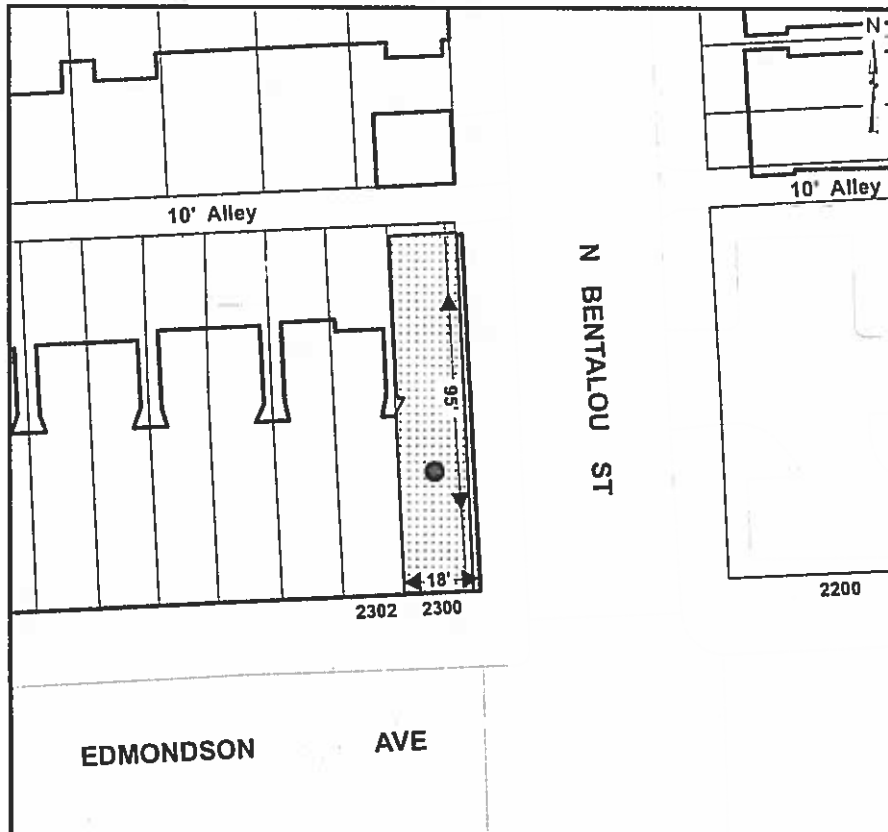 N
10' Alley
10' Alley
N BENTALOU ST
95'
18'
2302 2300
2200
EDMONDSON AVE